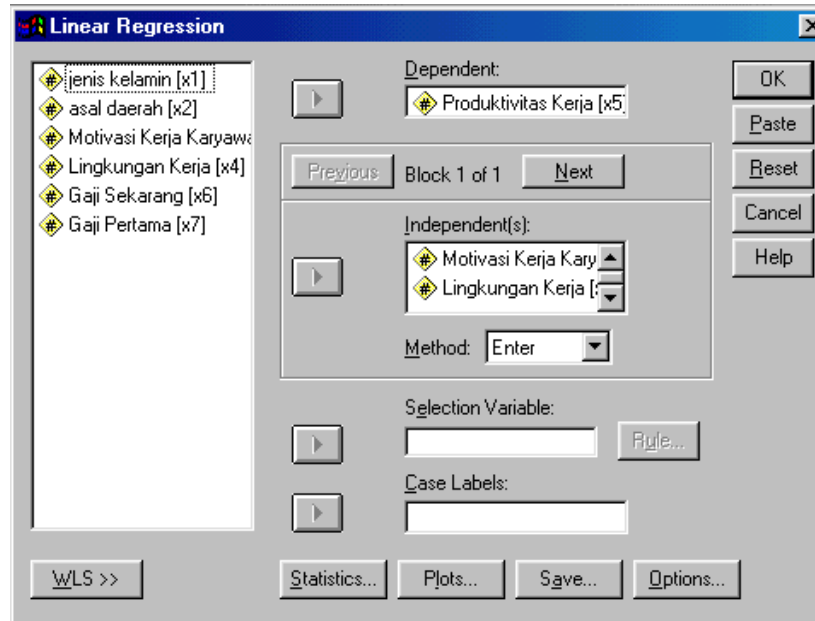 Linear Regression
jenis kelamin [x1]
asal daerah [x2]
Motivasi Kerja Karyawa
Lingkungan Kerja [x4]
Gaji Sekarang [x6]
Gaji Pertama [x7]
Dependent:
Produktivitas Kerja [x5]
Previous
Block 1 of 1
Next
Independent(s):
Motivasi Kerja Kary
Lingkungan Kerja [
Method:
Enter
Selection Variable:
Rule...
Case Labels:
WLS >>
Statistics...
Plots...
Save...
Options...
OK
Paste
Reset
Cancel
Help